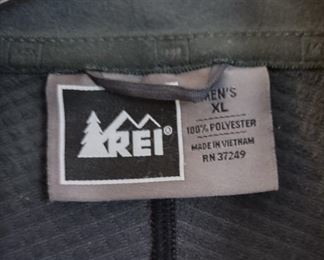 REI®
MEN'S
XL
100% POLYESTER
MADE IN VIETNAM
RN 37249